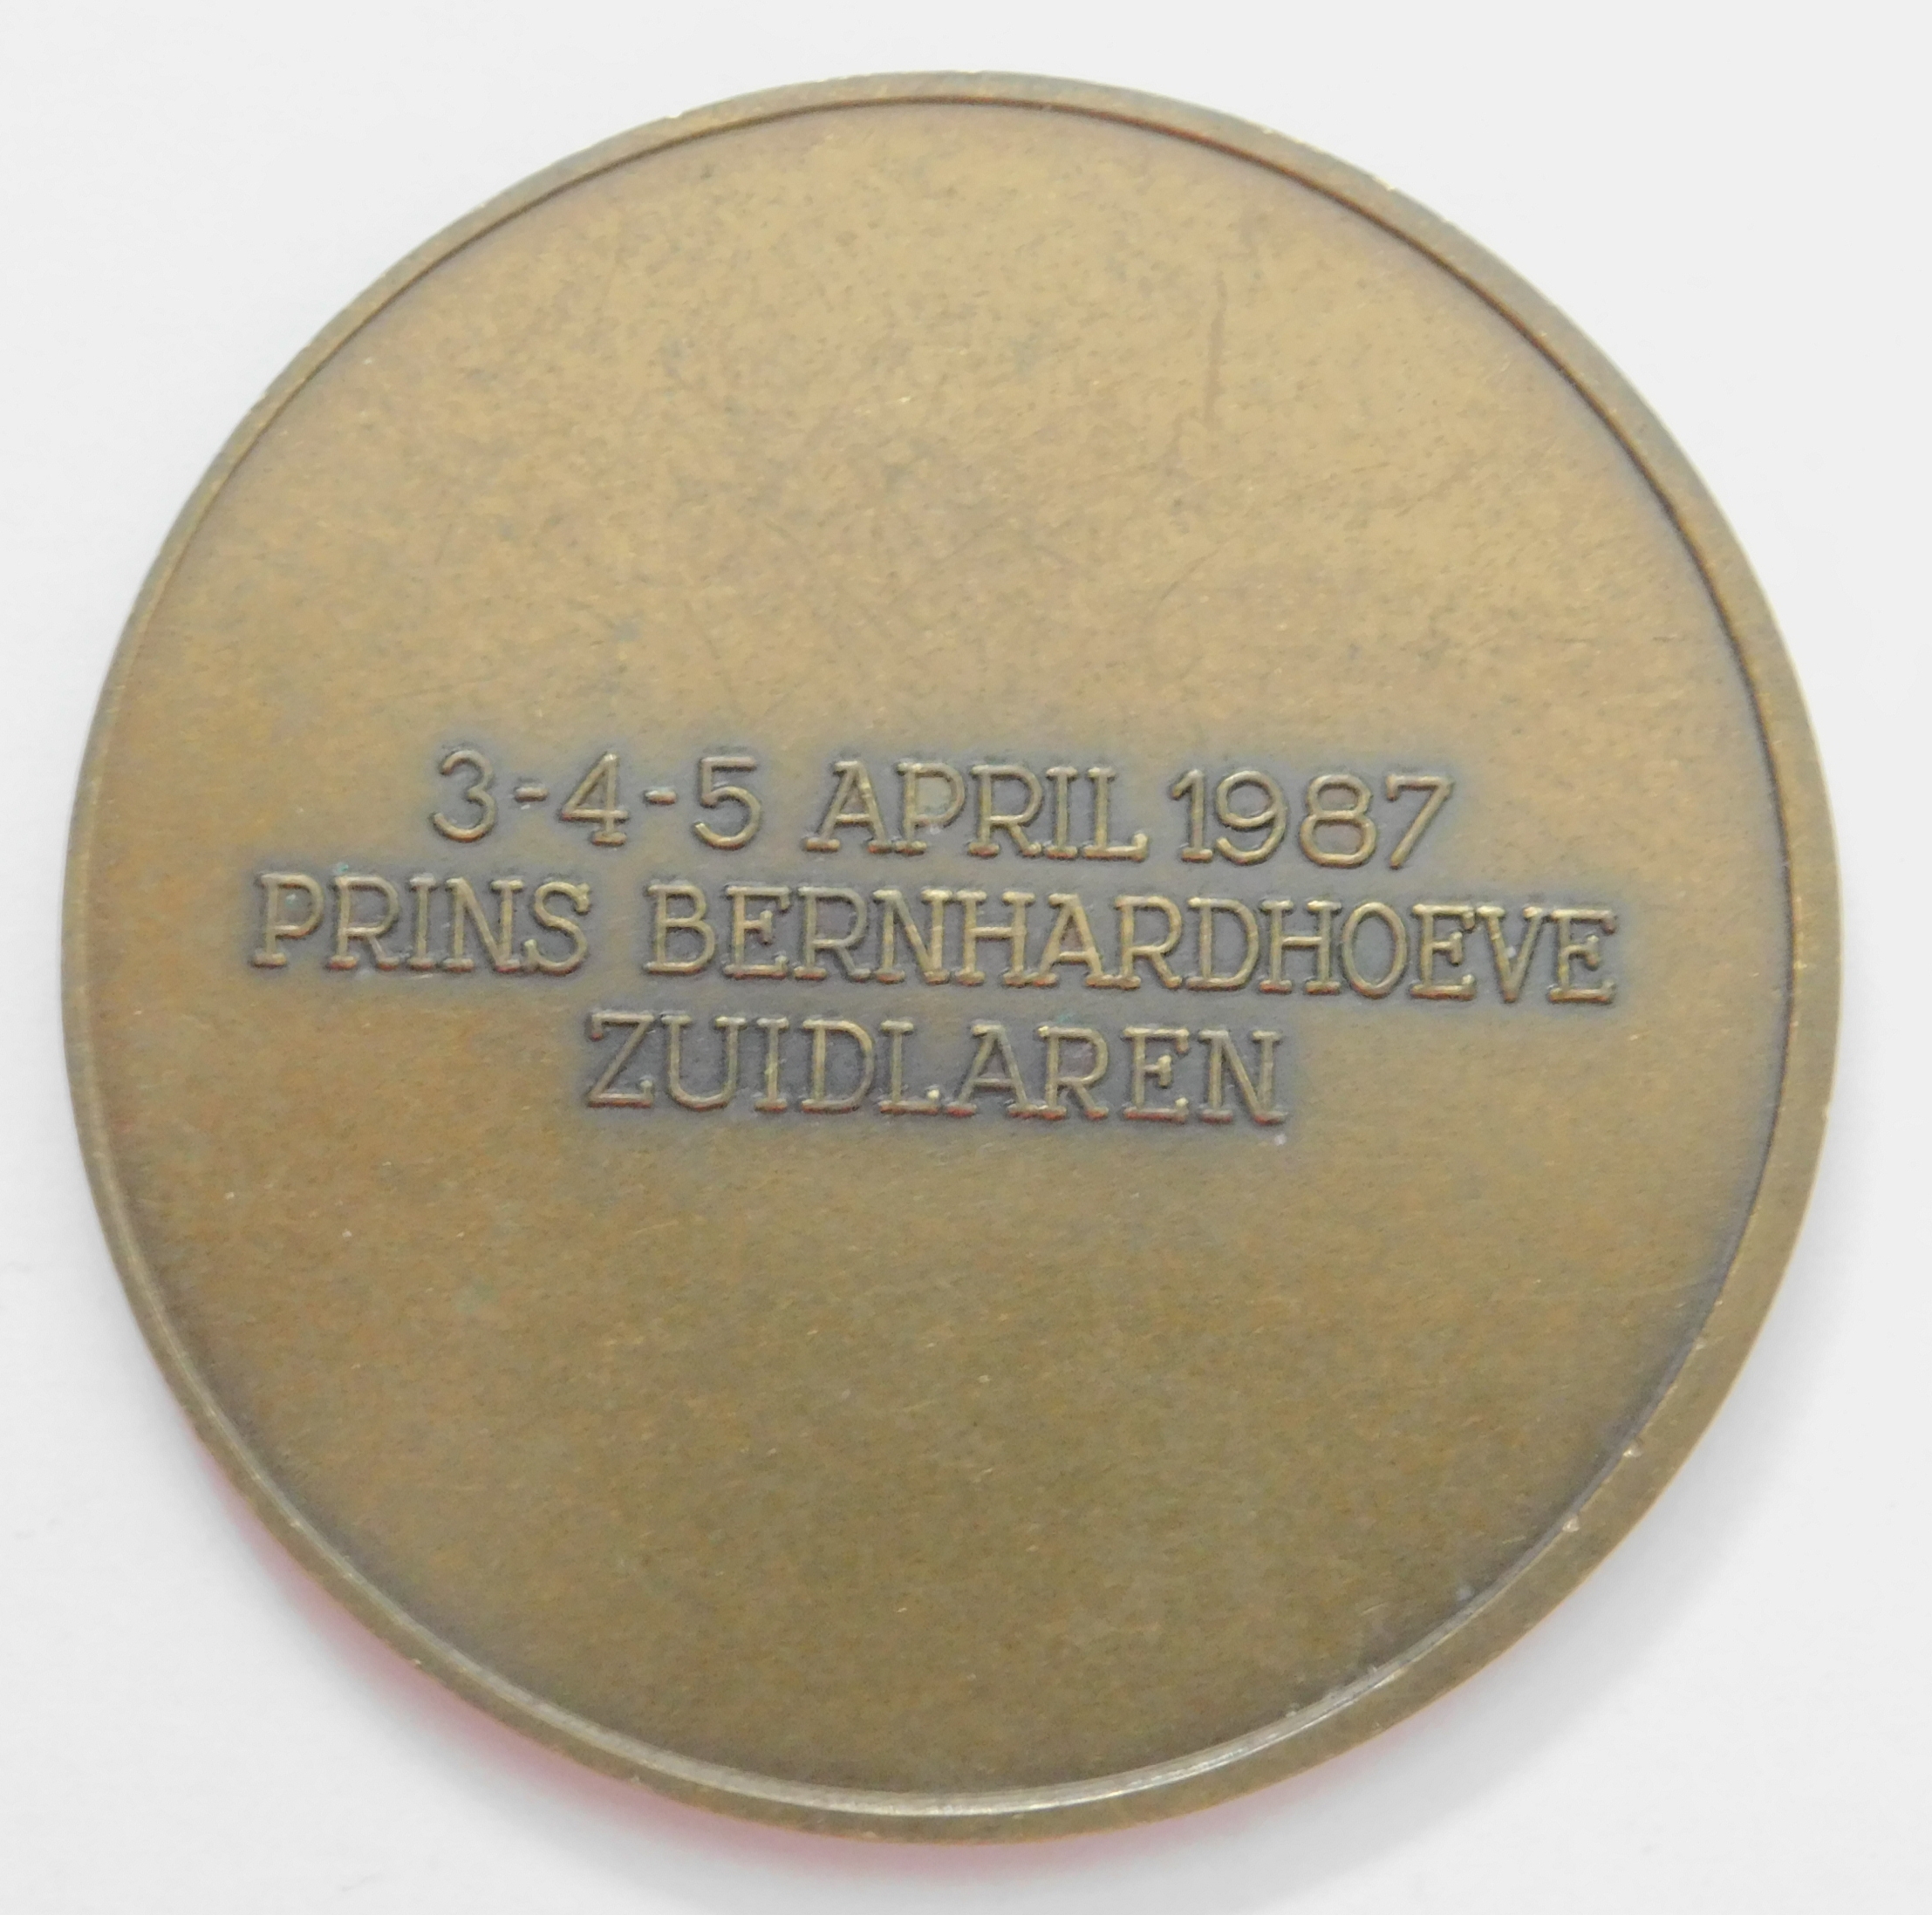 3-4-5 APRIL 1987
PRINS BERNHARDHOEVE
ZUIDLAREN